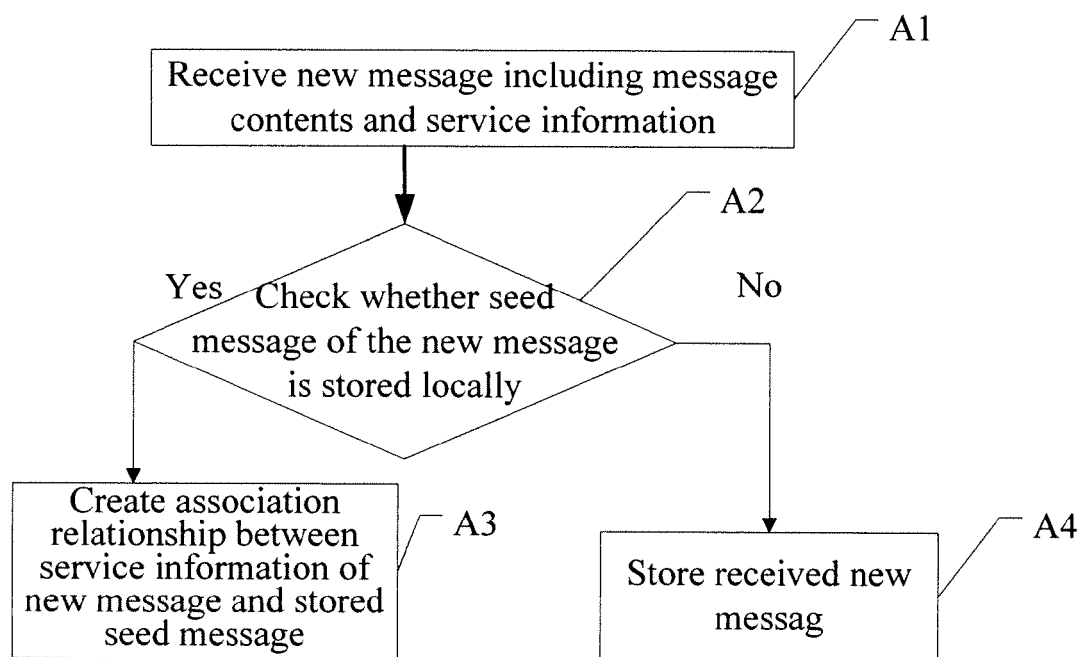 A1
Receive new message including message
contents and service information
A2
Yes
No
Check whether seed
message of the new message
is stored locally
A3
Create association
relationship between
service information of
new message and stored
seed message
A4
Store received new
messag